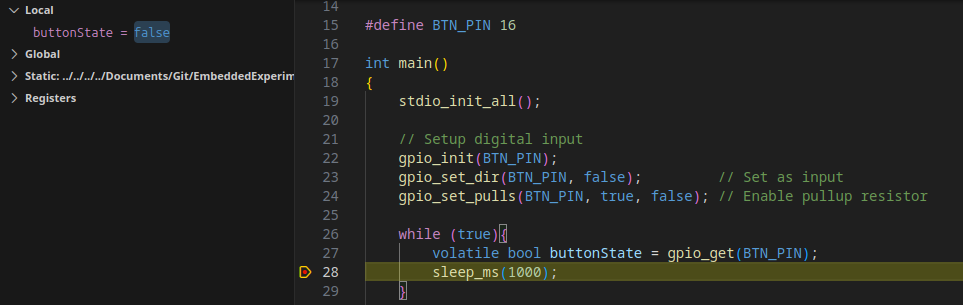 Local
buttonState = false
Global
Static: ../../../../Documents/Git/EmbeddedExperim
Registers
14
15 #define BTN_PIN 16
16
17 int main()
18 {
19 stdio_init_all();
20
21 // Setup digital input
22 gpio_init(BTN_PIN);
23 gpio_set_dir(BTN_PIN, false); // Set as input
24 gpio_set_pulls(BTN_PIN, true, false); // Enable pullup resistor
25
26 while (true){
27 volatile bool buttonState = gpio_get(BTN_PIN);
28 sleep_ms(1000);
29 }